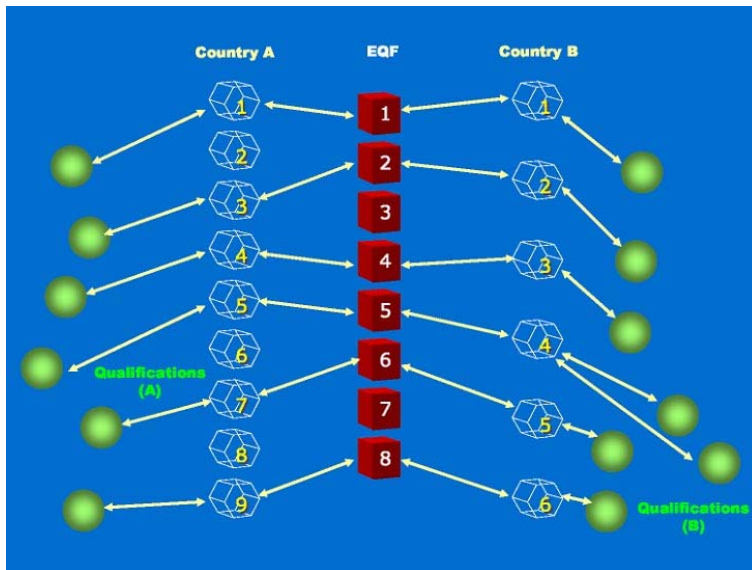 Country A EQF Country B
1 1 1
2 2 2
3 3
4 4 3
5 5 4
6 6
7 7 5
8 8
9 6
Qualifications
(A)
Qualifications
(B)